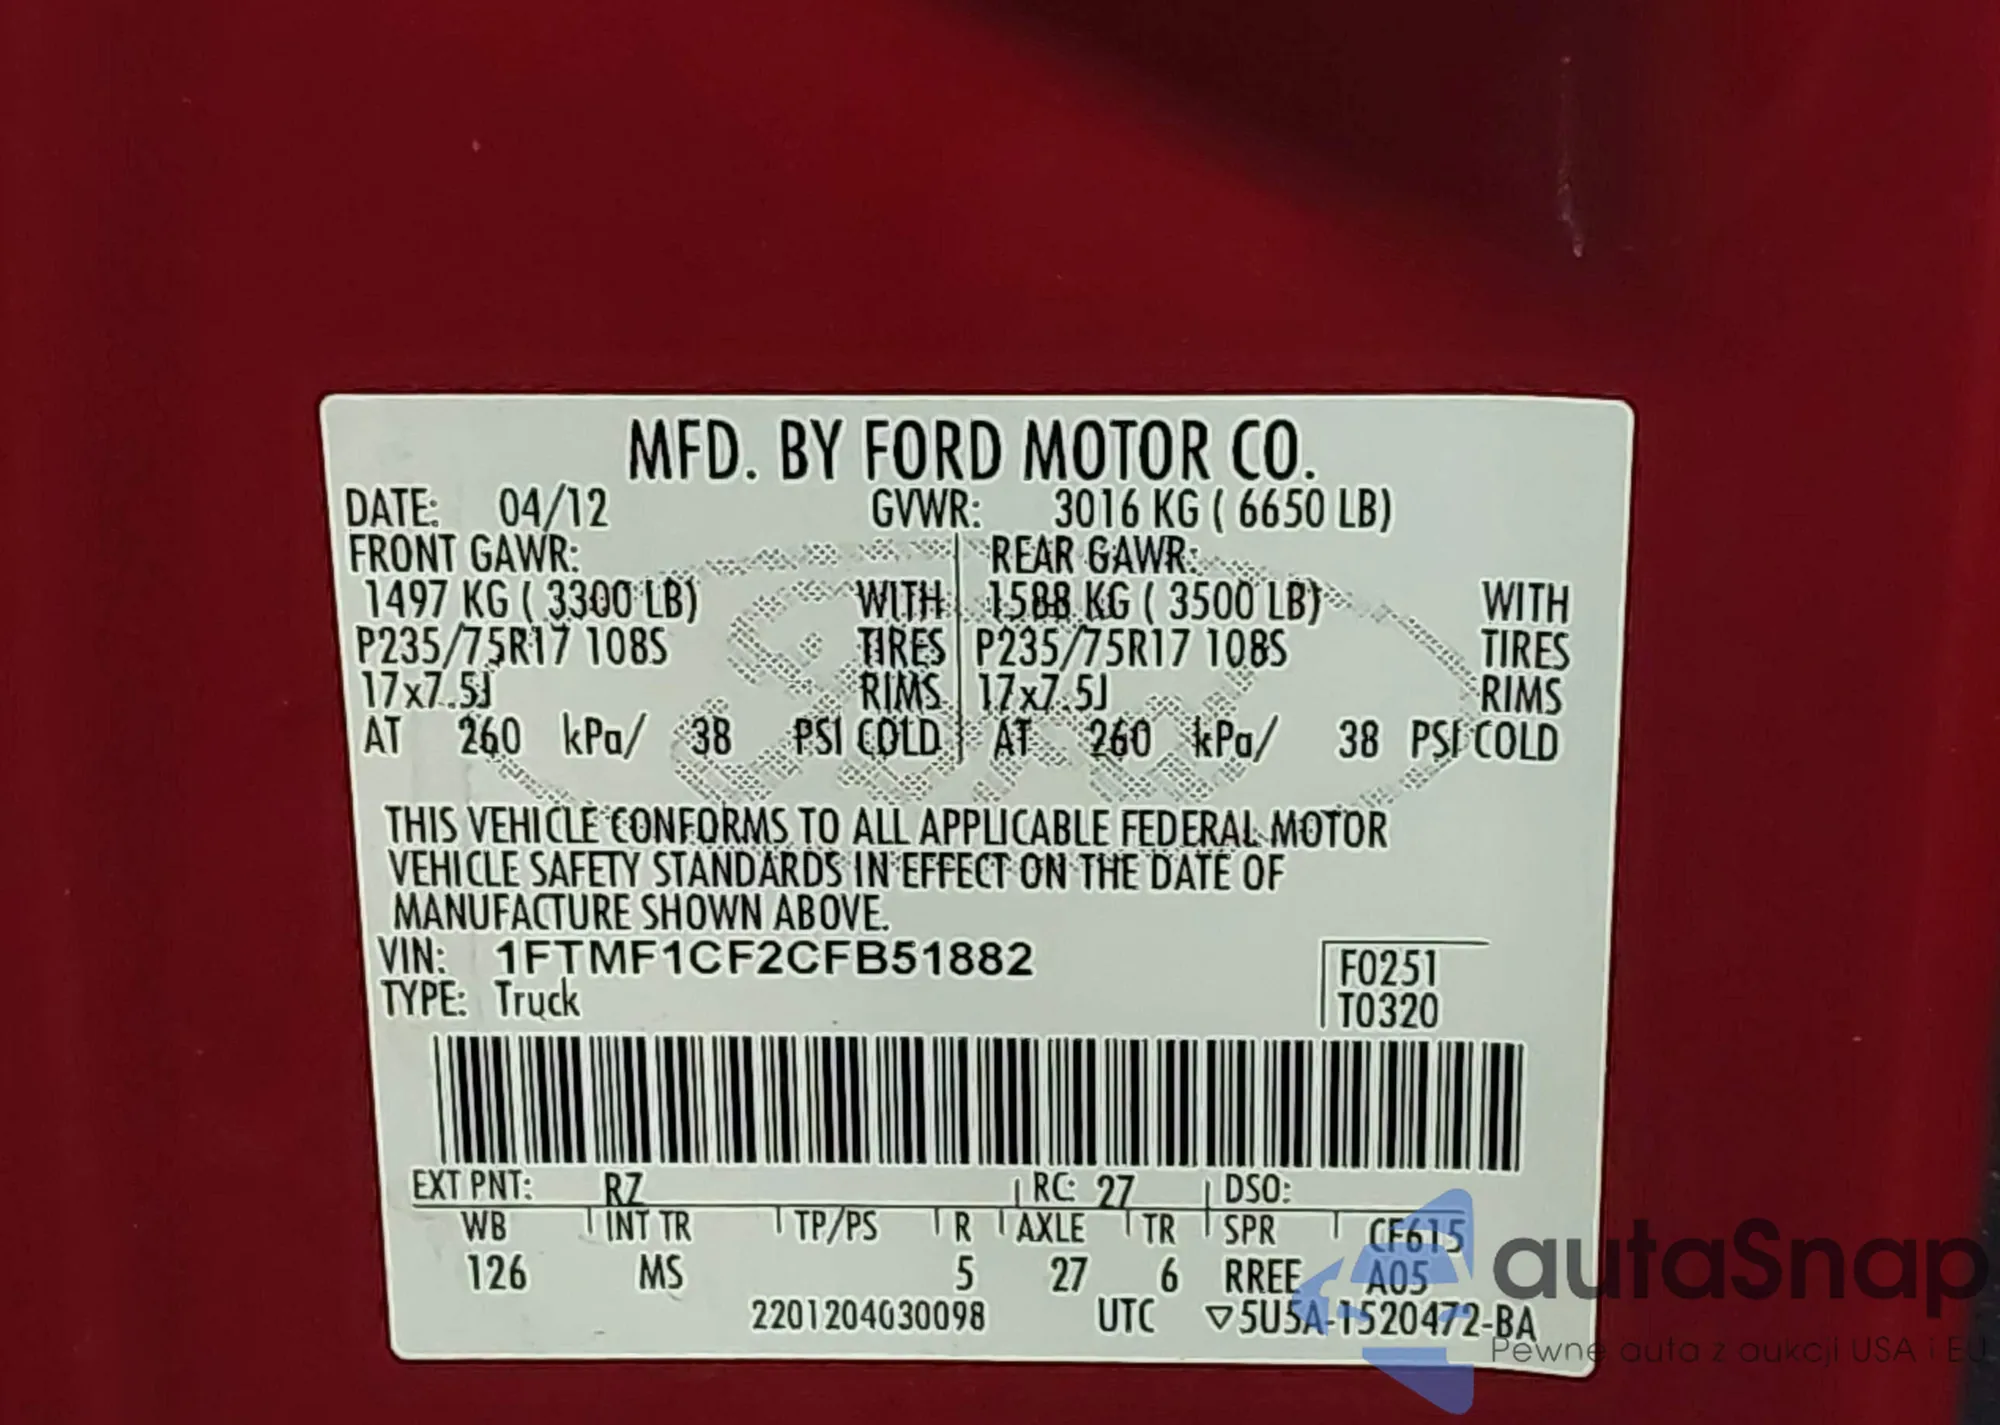 MFD. BY FORD MOTOR CO.
DATE: 04/12 GVWR: 3016 KG ( 6650 LB)
FRONT GAWR: REAR GAWR:
1497 KG ( 3300 LB) WITH 1588 KG ( 3500 LB) WITH
P235/75R17 108S TIRES P235/75R17 108S TIRES
17x7.5J RIMS 17x7.5J RIMS
AT 260 kPa/ 38 PSI COLD AT 260 kPa/ 38 PSI COLD
THIS VEHICLE CONFORMS TO ALL APPLICABLE FEDERAL MOTOR
VEHICLE SAFETY STANDARDS IN EFFECT ON THE DATE OF
MANUFACTURE SHOWN ABOVE.
VIN: 1FTMF1CF2CFB51882 F0251
TYPE: Truck T0320
EXT PNT: RZ RC: 27 DSO:
WB INT TR TP/PS R AXLE TR SPR CF615
126 MS 5 27 6 RREE A05
2201204030098 UTC ▽5U5A-1520472-BA
autaSnap
Pewne auta z aukcji USA i EU